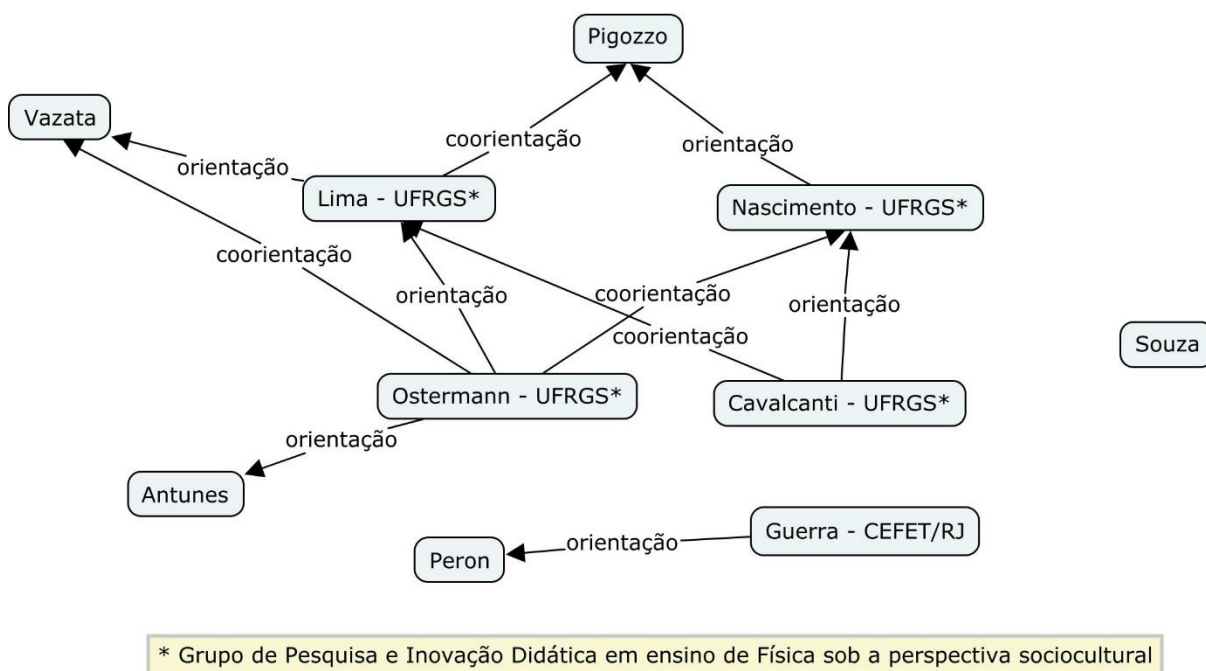 Pigozzo
Vazata
coorientação
orientação
orientação
Lima - UFRGS*
Nascimento - UFRGS*
coorientação
orientação
coorientação
orientação
coorientação
Souza
Ostermann - UFRGS*
Cavalcanti - UFRGS*
orientação
Antunes
Guerra - CEFET/RJ
orientação
Peron
* Grupo de Pesquisa e Inovação Didática em ensino de Física sob a perspectiva sociocultural